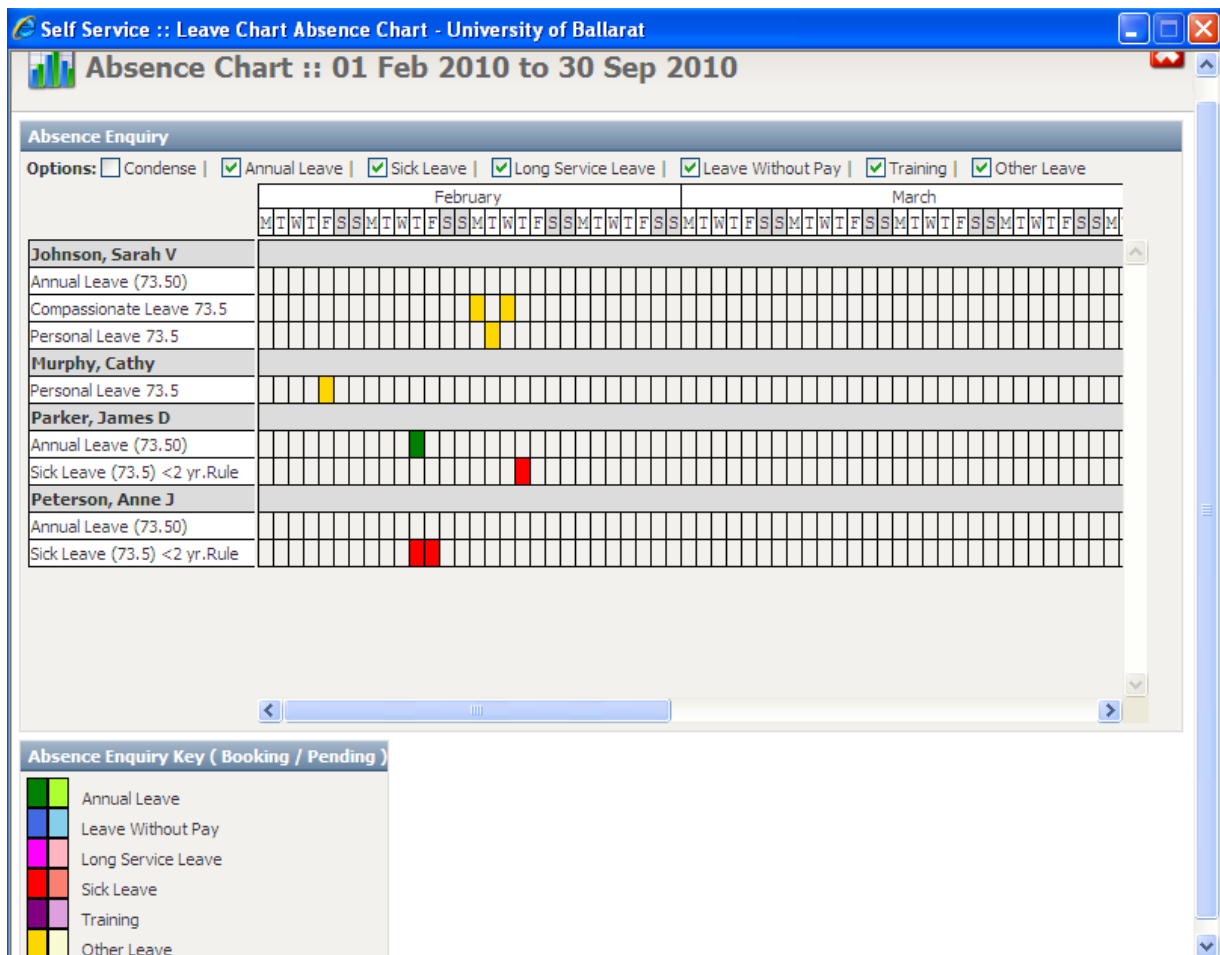 Self Service :: Leave Chart Absence Chart - University of Ballarat
Absence Chart :: 01 Feb 2010 to 30 Sep 2010
Absence Enquiry
Options: Condense | Annual Leave | Sick Leave | Long Service Leave | Leave Without Pay | Training | Other Leave
February March
M T W T F S S M T W T F S S M T W T F S S M T W T F S S M T W T F S S M T W T F S S M T W T F S S M T W T F S S M
Johnson, Sarah V
Annual Leave (73.50)
Compassionate Leave 73.5
Personal Leave 73.5
Murphy, Cathy
Personal Leave 73.5
Parker, James D
Annual Leave (73.50)
Sick Leave (73.5) <2 yr.Rule
Peterson, Anne J
Annual Leave (73.50)
Sick Leave (73.5) <2 yr.Rule
Absence Enquiry Key ( Booking / Pending )
Annual Leave
Leave Without Pay
Long Service Leave
Sick Leave
Training
Other Leave